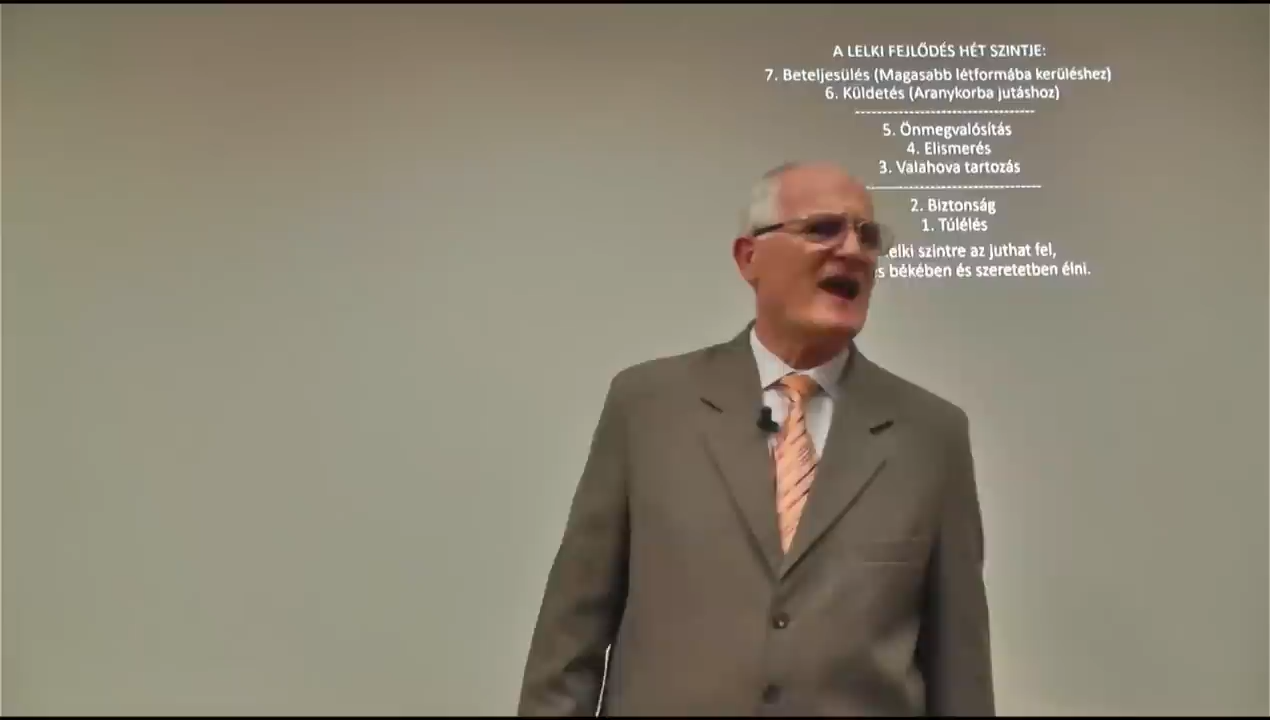 A LELKI FEJLŐDÉS HÉT SZINTJE:
7. Beteljesülés (Magasabb létformába kerüléshez)
6. Küldetés (Aranykorba jutáshoz)
5. Önmegvalósítás
4. Elismerés
3. Valahova tartozás
2. Biztonság
1. Túlélés
szintre az juthat fel,
békében és szeretetben élni.